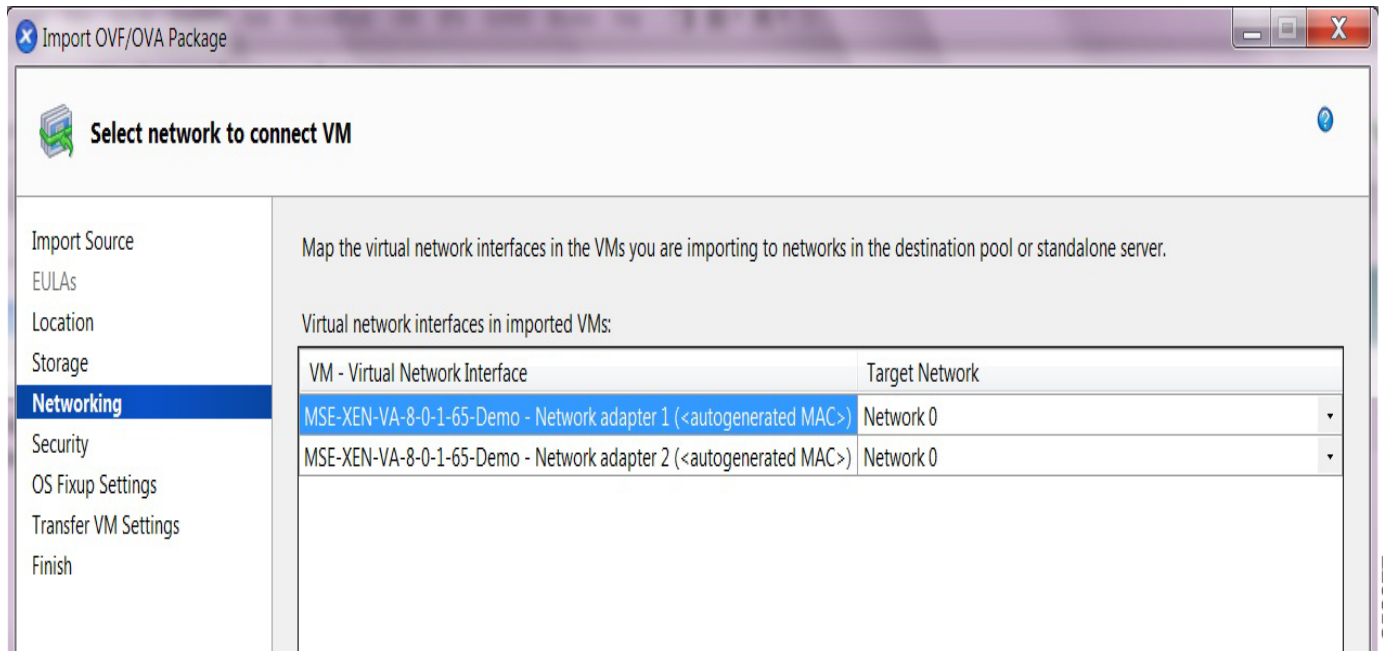 Import OVF/OVA Package
X
Select network to connect VM
?
Import Source
EULAs
Location
Storage
Networking
Security
OS Fixup Settings
Transfer VM Settings
Finish
Map the virtual network interfaces in the VMs you are importing to networks in the destination pool or standalone server.
Virtual network interfaces in imported VMs:
VM - Virtual Network Interface Target Network
MSE-XEN-VA-8-0-1-65-Demo - Network adapter 1 (<autogenerated MAC>) Network 0
MSE-XEN-VA-8-0-1-65-Demo - Network adapter 2 (<autogenerated MAC>) Network 0